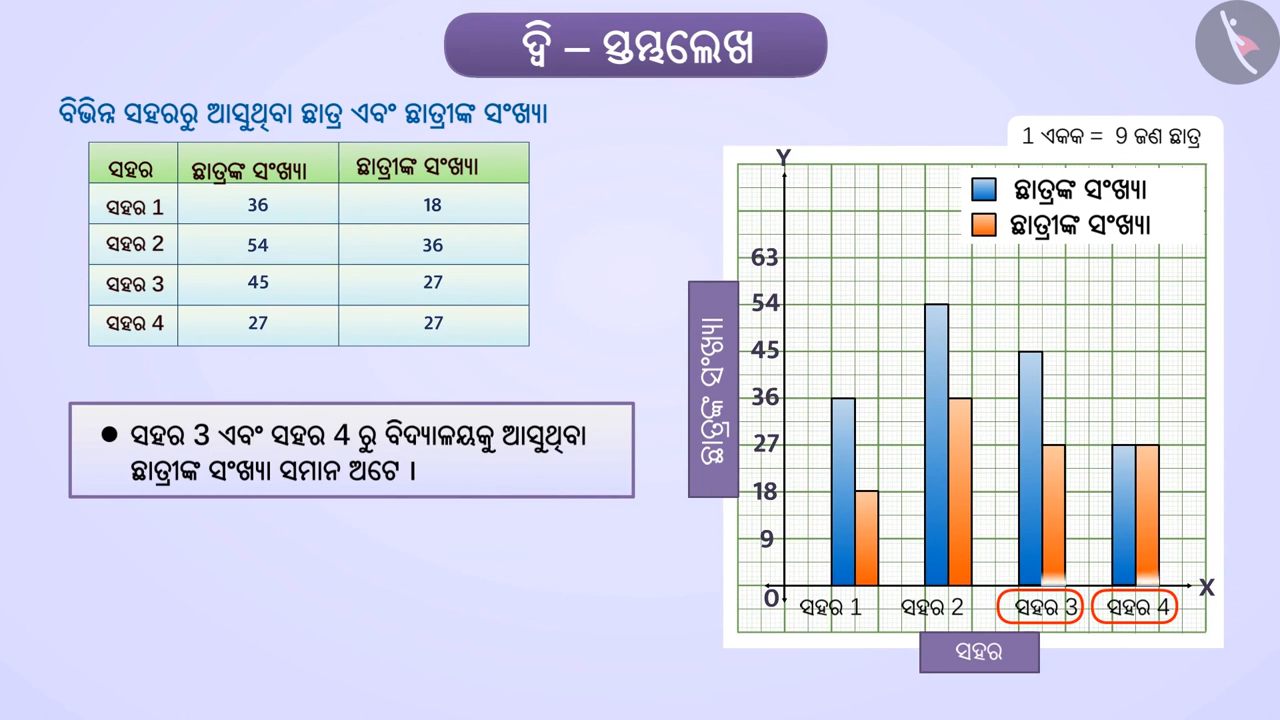 ଦ୍ୱି – ସ୍ତମ୍ଭଲେଖ
ବିଭିନ୍ନ ସହରରୁ ଆସୁଥିବା ଛାତ୍ର ଏବଂ ଛାତ୍ରୀଙ୍କ ସଂଖ୍ୟା
ସହର ଛାତ୍ରଙ୍କ ସଂଖ୍ୟା ଛାତ୍ରୀଙ୍କ ସଂଖ୍ୟା
ସହର 1 36 18
ସହର 2 54 36
ସହର 3 45 27
ସହର 4 27 27
ସହର 3 ଏବଂ ସହର 4 ରୁ ବିଦ୍ୟାଳୟକୁ ଆସୁଥିବା
ଛାତ୍ରୀଙ୍କ ସଂଖ୍ୟା ସମାନ ଅଟେ ।
1 ଏକକ = 9 ଜଣ ଛାତ୍ର
Y
ଛାତ୍ରଙ୍କ ସଂଖ୍ୟା
ଛାତ୍ରୀଙ୍କ ସଂଖ୍ୟା
63
54
45
36
27
18
9
0
X
ଛାତ୍ରଙ୍କ ସଂଖ୍ୟା
ସହର 1 ସହର 2 ସହର 3 ସହର 4
ସହର